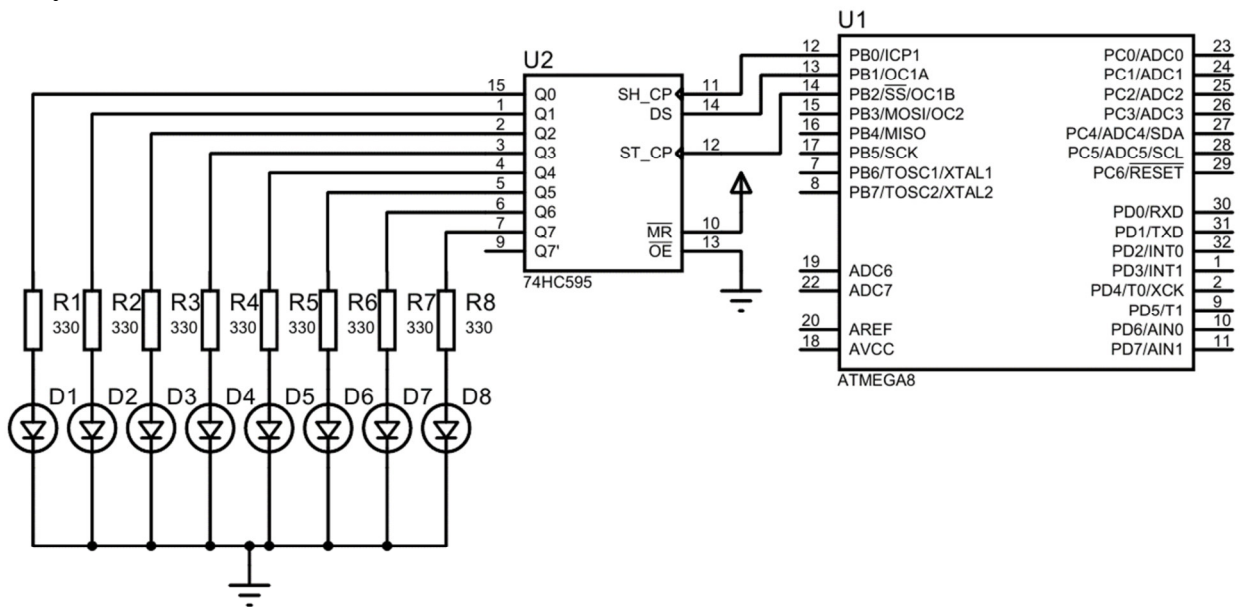 U1
U2
12 PB0/ICP1
13 PB1/OC1A
14 PB2/SS/OC1B
15 PB3/MOSI/OC2
16 PB4/MISO
17 PB5/SCK
7 PB6/TOSC1/XTAL1
8 PB7/TOSC2/XTAL2
19 ADC6
22 ADC7
20 AREF
18 AVCC
PC0/ADC0 23
PC1/ADC1 24
PC2/ADC2 25
PC3/ADC3 26
PC4/ADC4/SDA 27
PC5/ADC5/SCL 28
PC6/RESET 29
PD0/RXD 30
PD1/TXD 31
PD2/INT0 32
PD3/INT1 1
PD4/T0/XCK 2
PD5/T1 9
PD6/AIN0 10
PD7/AIN1 11
ATMEGA8
15 Q0
1 Q1
2 Q2
3 Q3
4 Q4
5 Q5
6 Q6
7 Q7
9 Q7'
SH_CP 11
DS 14
ST_CP 12
MR 10
OE 13
74HC595
R1 R2 R3 R4 R5 R6 R7 R8
330 330 330 330 330 330 330 330
D1 D2 D3 D4 D5 D6 D7 D8